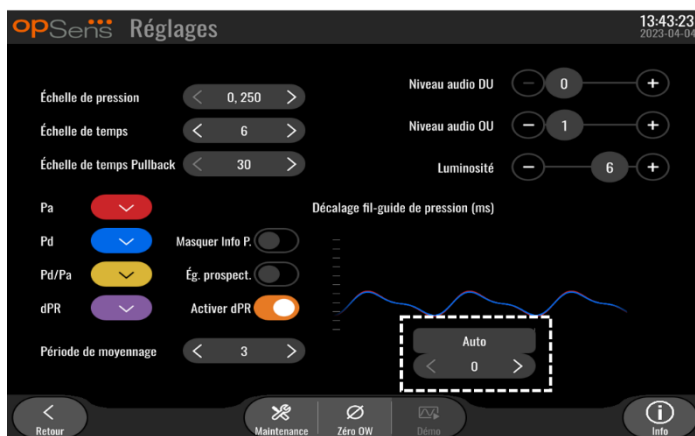 opSens Réglages
13:43:23
2023-04-04
Échelle de pression
0, 250
Échelle de temps
6
Échelle de temps Pullback
30
Niveau audio DU
0
Niveau audio OU
1
Luminosité
6
Pa
Pd
Pd/Pa
dPR
Masquer Info P.
Ég. prospect.
Activer dPR
Période de moyennage
3
Décalage fil-guide de pression (ms)
Auto
0
Retour
Maintenance
Zéro OW
Démo
Info